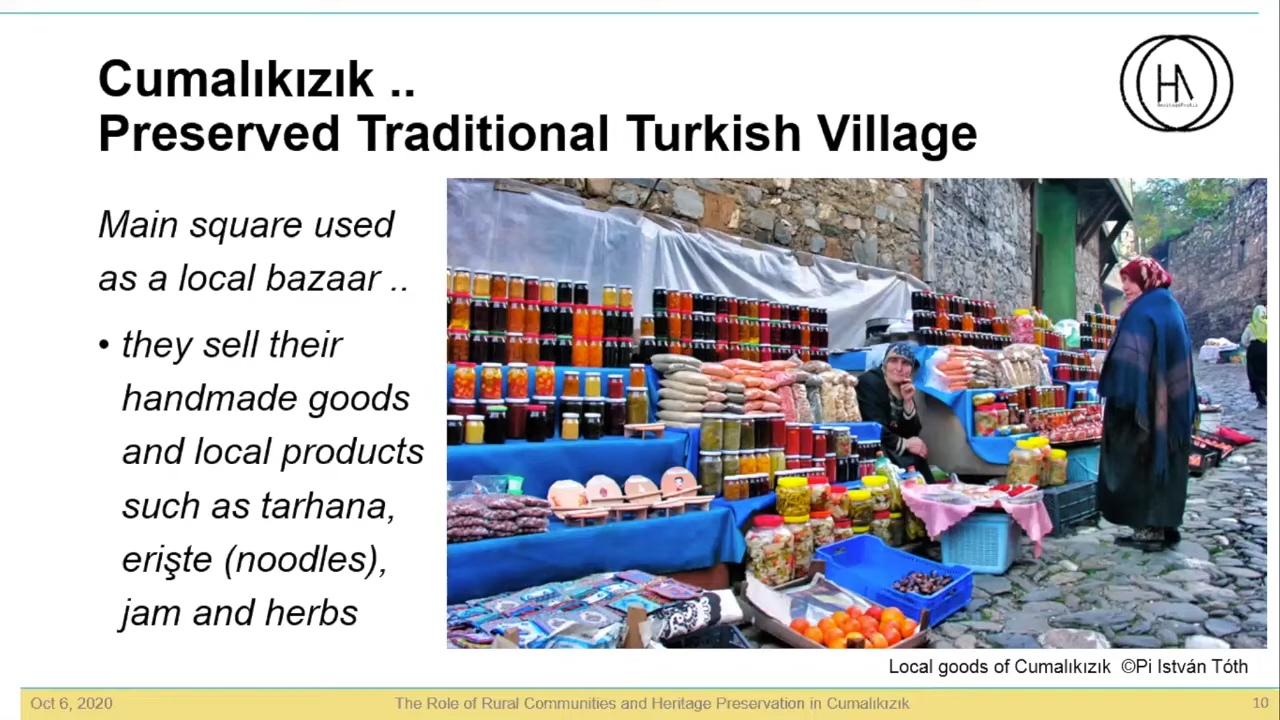 Cumalıkızık ..
Preserved Traditional Turkish Village
HA
Main square used
as a local bazaar ..
• they sell their
handmade goods
and local products
such as tarhana,
erişte (noodles),
jam and herbs
Local goods of Cumalıkızık ©Pi István Tóth
Oct 6, 2020
The Role of Rural Communities and Heritage Preservation in Cumalıkızık
10